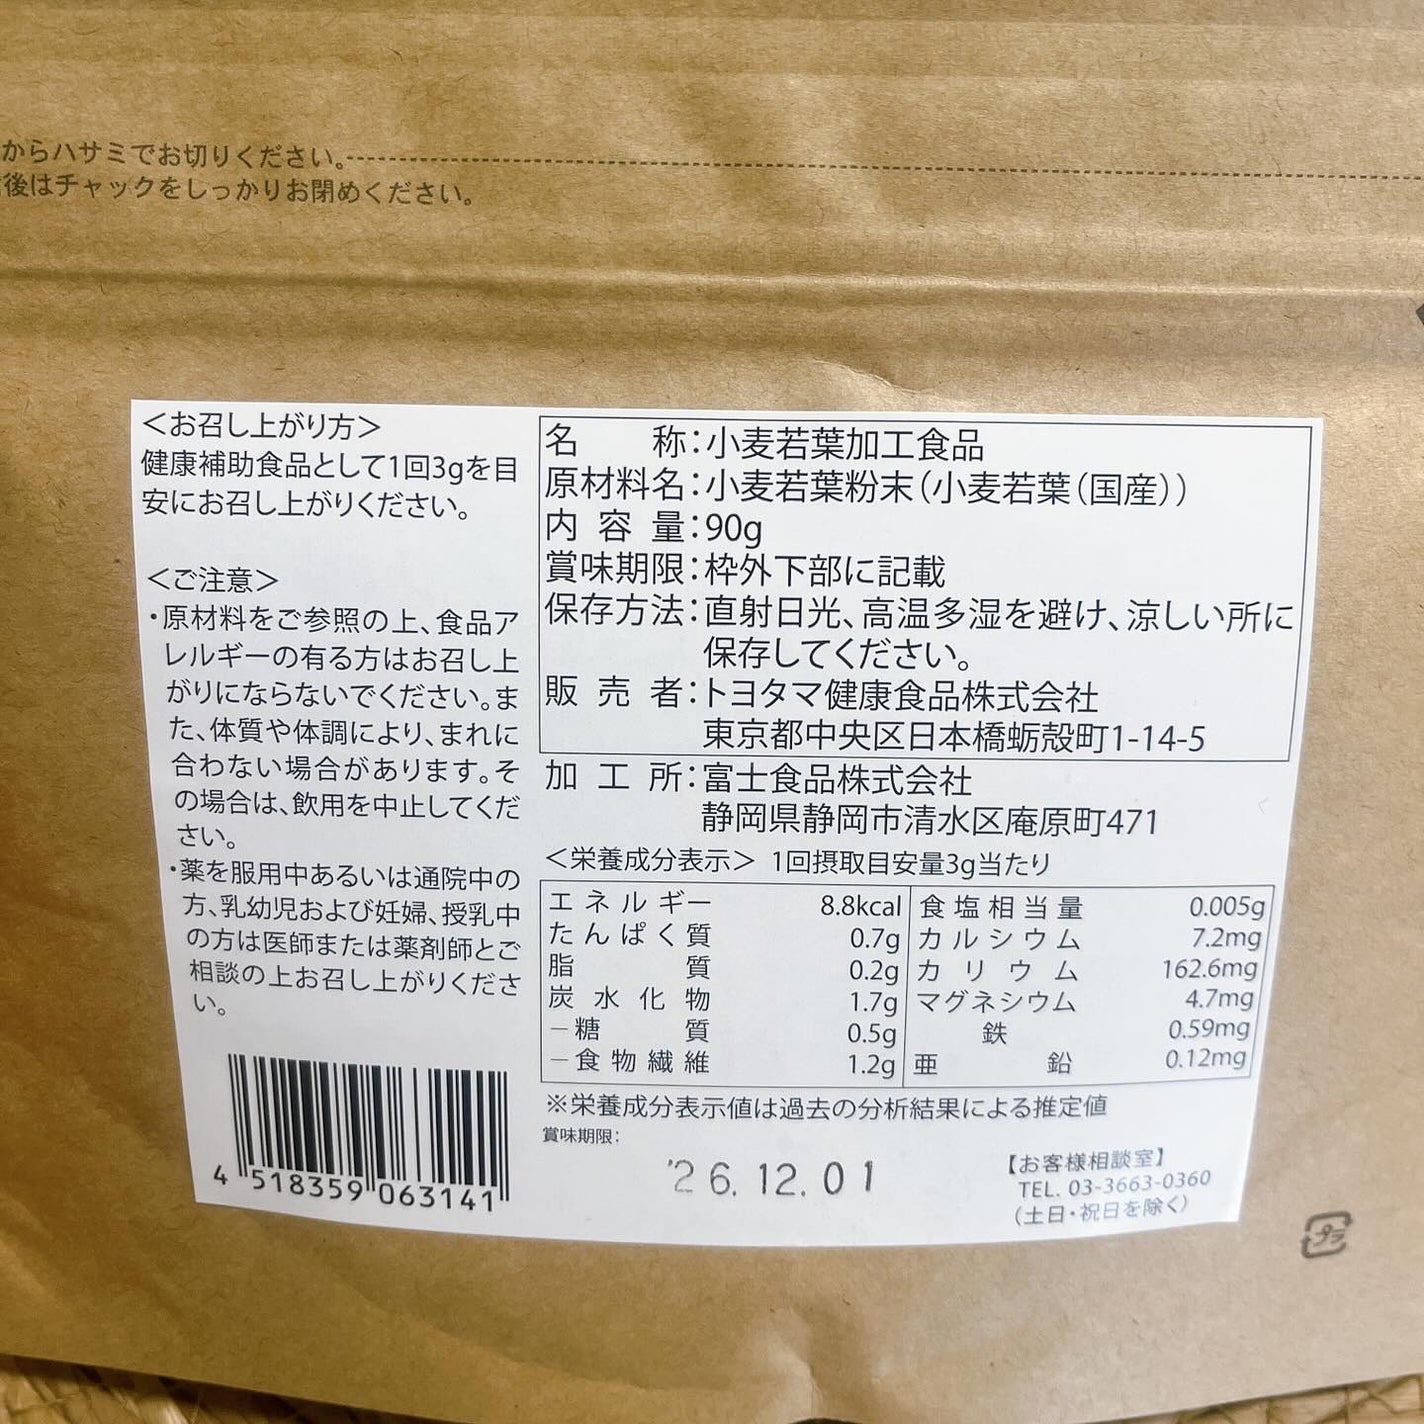 からハサミでお切りください。
後はチャックをしっかりお閉めください。
＜お召し上がり方＞
健康補助食品として1回3gを目
安にお召し上がりください。
＜ご注意＞
・原材料をご参照の上、食品ア
レルギーの有る方はお召し上
がりにならないでください。ま
た、体質や体調により、まれに
合わない場合があります。そ
の場合は、飲用を中止してくだ
さい。
・薬を服用中あるいは通院中の
方、乳幼児および妊婦、授乳中
の方は医師または薬剤師とご
相談の上お召し上がりくださ
い。
4 518359 063141
名　　称：小麦若葉加工食品
原材料名：小麦若葉粉末（小麦若葉（国産））
内 容 量：90g
賞味期限：枠外下部に記載
保存方法：直射日光、高温多湿を避け、涼しい所に
保存してください。
販 売 者：トヨタマ健康食品株式会社
東京都中央区日本橋蛎殻町1-14-5
加 工 所：富士食品株式会社
静岡県静岡市清水区庵原町471
＜栄養成分表示＞ 1回摂取目安量3g当たり
エネルギー 8.8kcal 食塩相当量 0.005g
たんぱく質 0.7g カルシウム 7.2mg
脂質 0.2g カリウム 162.6mg
炭水化物 1.7g マグネシウム 4.7mg
－糖質 0.5g 鉄 0.59mg
－食物繊維 1.2g 亜鉛 0.12mg
※栄養成分表示値は過去の分析結果による推定値
賞味期限：
'26.12.01
【お客様相談室】
TEL. 03-3663-0360
（土日・祝日を除く）
プラ